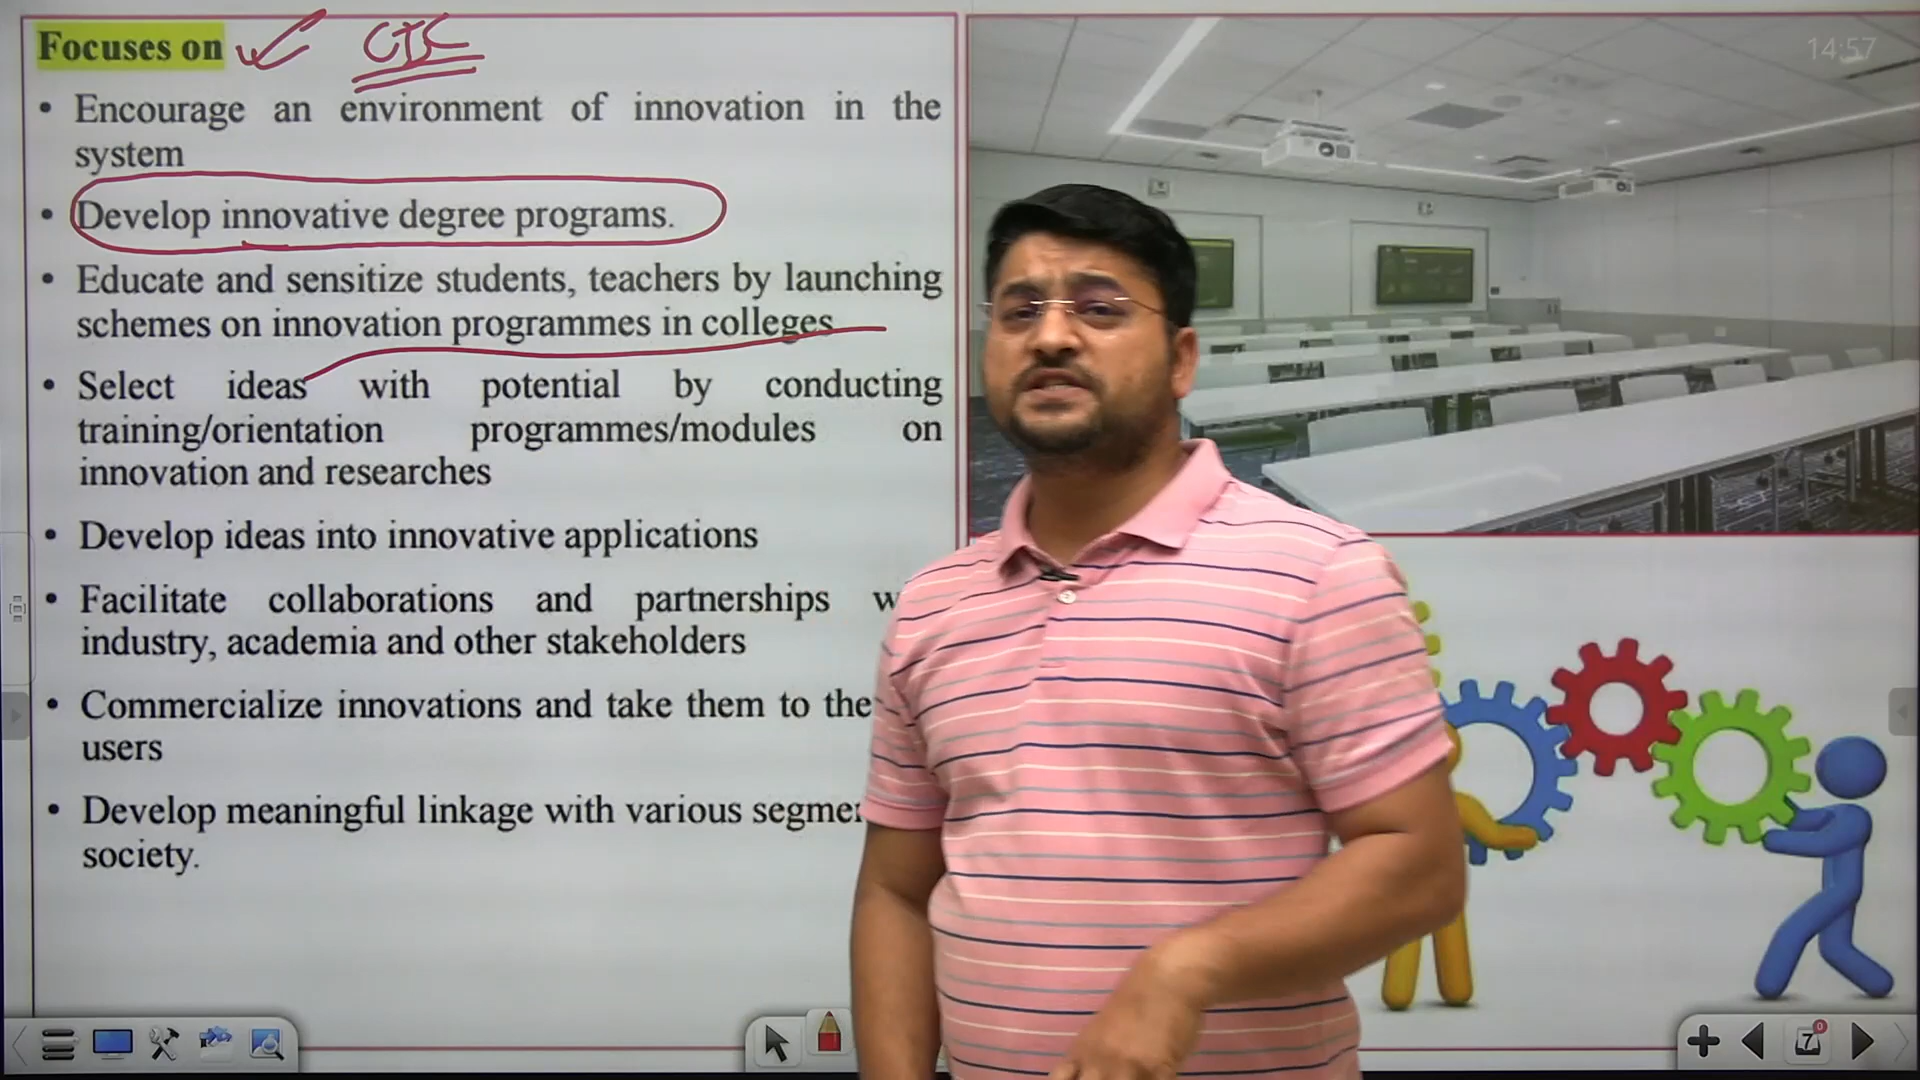 Focuses on CIC
• Encourage an environment of innovation in the
system
• Develop innovative degree programs.
• Educate and sensitize students, teachers by launching
schemes on innovation programmes in colleges
• Select ideas with potential by conducting
training/orientation programmes/modules on
innovation and researches
• Develop ideas into innovative applications
• Facilitate collaborations and partnerships
industry, academia and other stakeholders
• Commercialize innovations and take them to the
users
• Develop meaningful linkage with various
society.
14:57
7
0